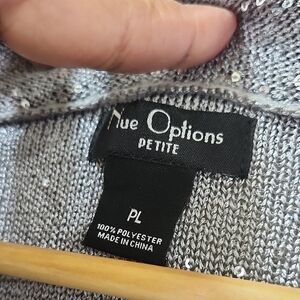 Nue Options
PETITE
PL
100% POLYESTER
MADE IN CHINA